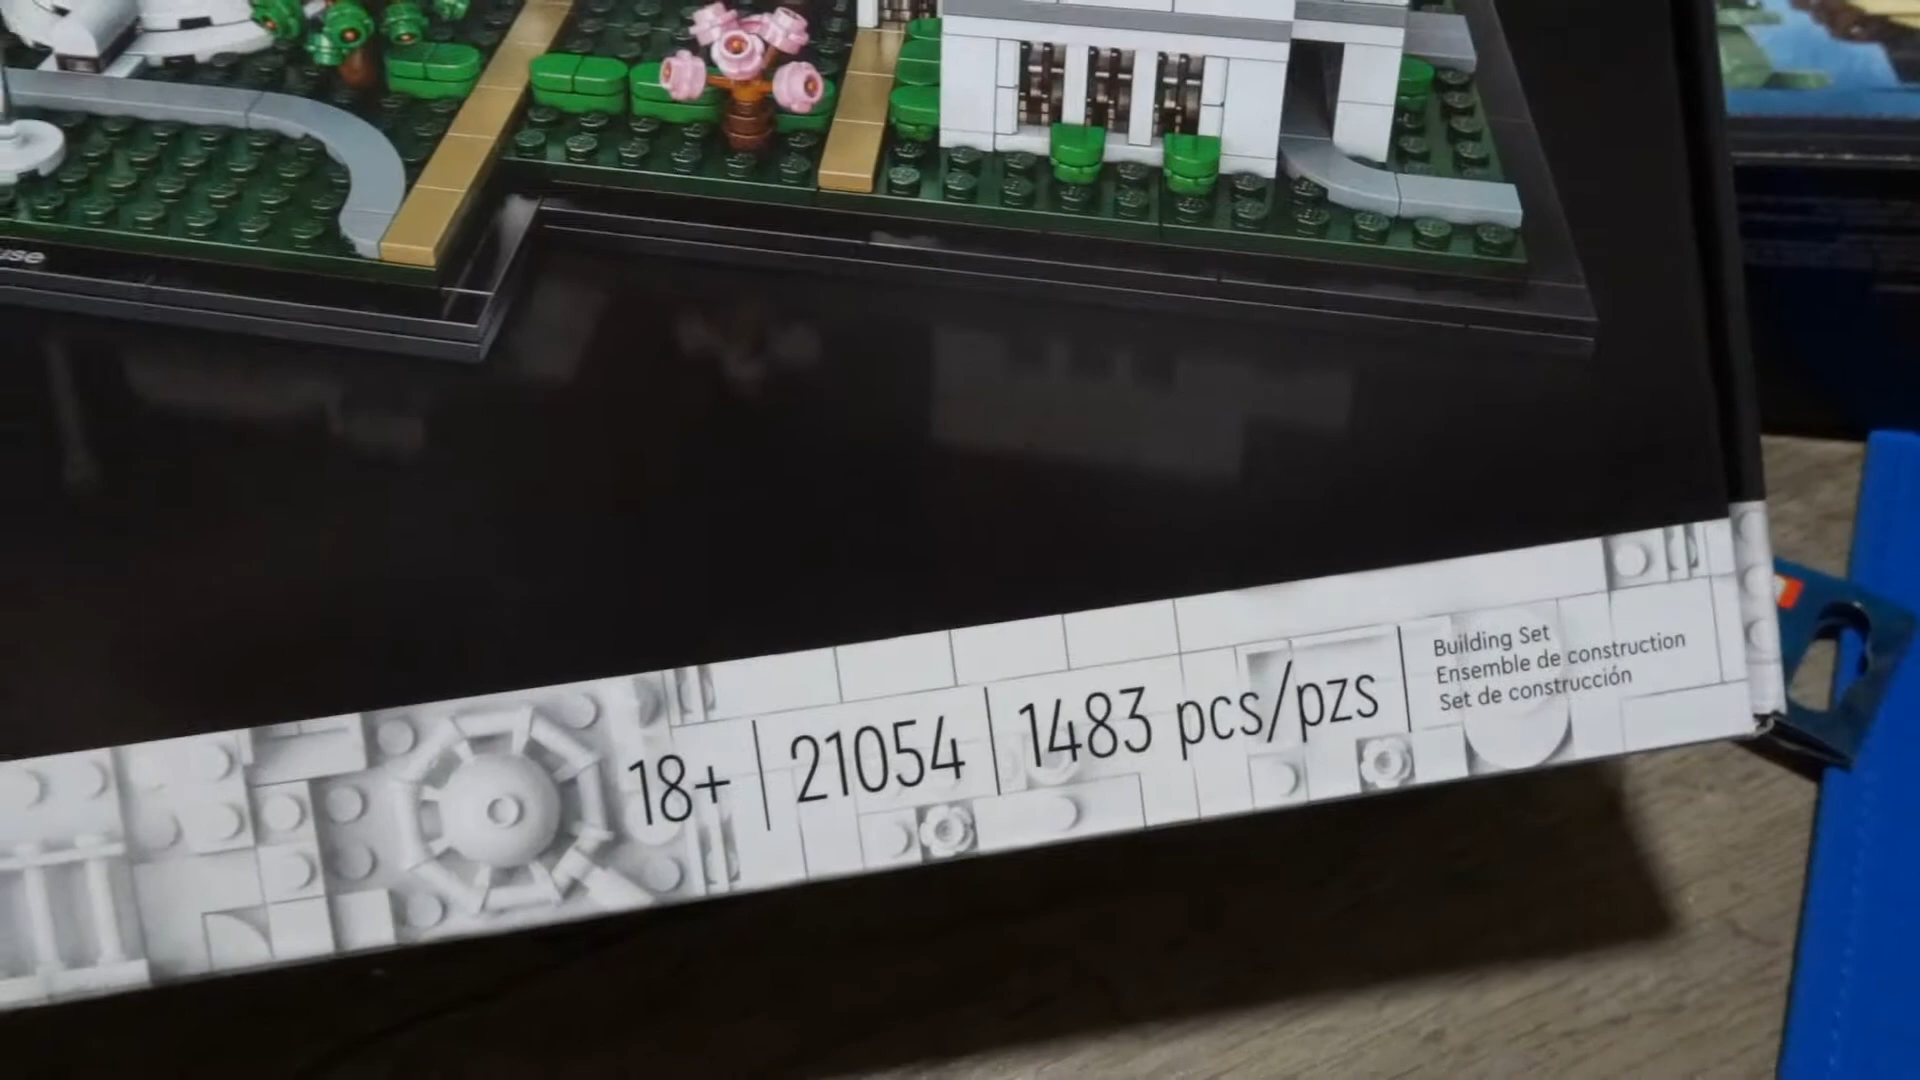 18+ | 21054 | 1483 pcs/pzs
Building Set
Ensemble de construction
Set de construcción